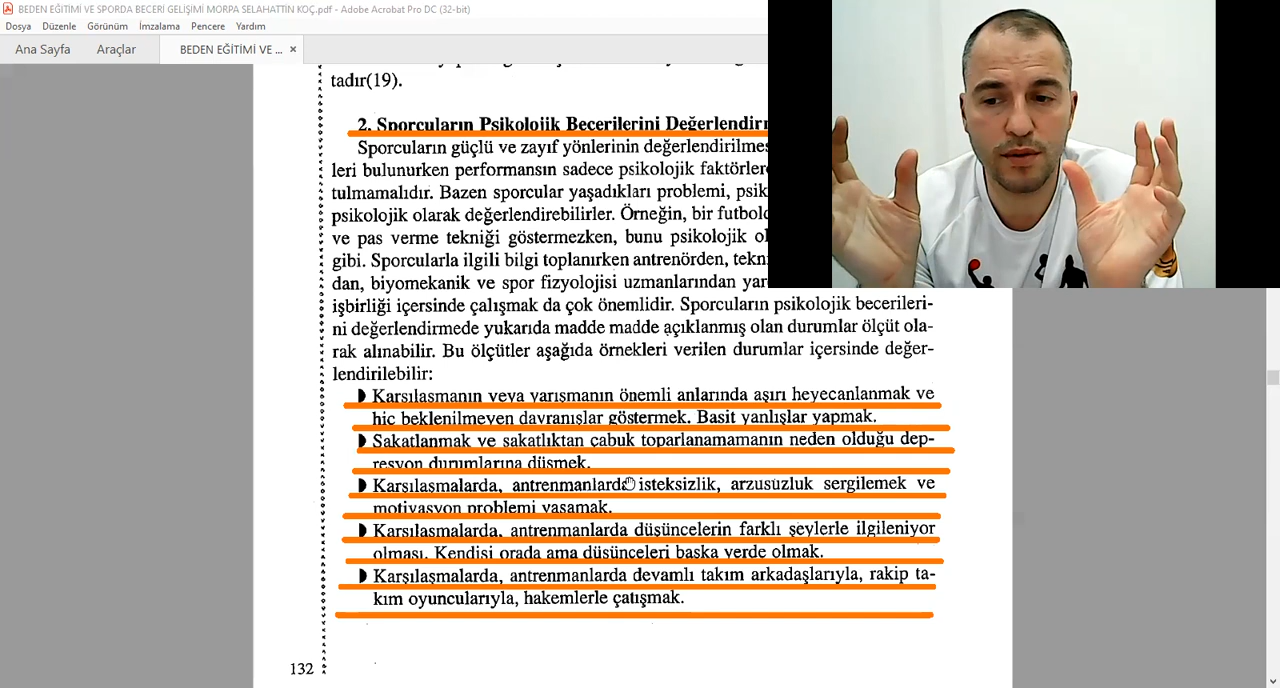 BEDEN EĞİTİMİ VE SPORDA BECERİ GELİŞİMİ MORPA SELAHATTİN KOÇ.pdf - Adobe Acrobat Pro DC (32-bit)
Dosya Düzenle Görünüm İmzalama Pencere Yardım
Ana Sayfa Araçlar BEDEN EĞİTİMİ VE ... ×
tadır(19).
2. Sporcuların Psikolojik Becerilerini
Sporcuların güçlü ve zayıf yönlerinin
leri bulunurken performansın sadece psikolojik
tulmamalıdır. Bazen sporcular yaşadıkları problemi,
psikolojik olarak değerlendirebilirler. Örneğin, bir
ve pas verme tekniği göstermezken, bunu psikolojik
gibi. Sporcularla ilgili bilgi toplanırken antrenörden,
dan, biyomekanik ve spor fizyolojisi uzmanlarından
işbirliği içersinde çalışmak da çok önemlidir. Sporcuların psikolojik becerileri-
ni değerlendirmede yukarıda madde madde açıklanmış olan durumlar ölçüt ola-
rak alınabilir. Bu ölçütler aşağıda örnekleri verilen durumlar içersinde değer-
lendirilebilir:
Karşılaşmanın veya yarışmanın önemli anlarında aşırı heyecanlanmak ve
hiç beklenilmeyen davranışlar göstermek. Basit yanlışlar yapmak.
Sakatlanmak ve sakatlıktan çabuk toparlanamamanın neden olduğu dep-
resyon durumlarına düşmek.
Karşılaşmalarda, antrenmanlarda isteksizlik, arzusuzluk sergilemek ve
motivasyon problemi yaşamak.
Karşılaşmalarda, antrenmanlarda düşüncelerin farklı şeylerle ilgileniyor
olması. Kendisi orada ama düşünceleri başka yerde olmak.
Karşılaşmalarda, antrenmanlarda devamlı takım arkadaşlarıyla, rakip ta-
kım oyuncularıyla, hakemlerle çatışmak.
132